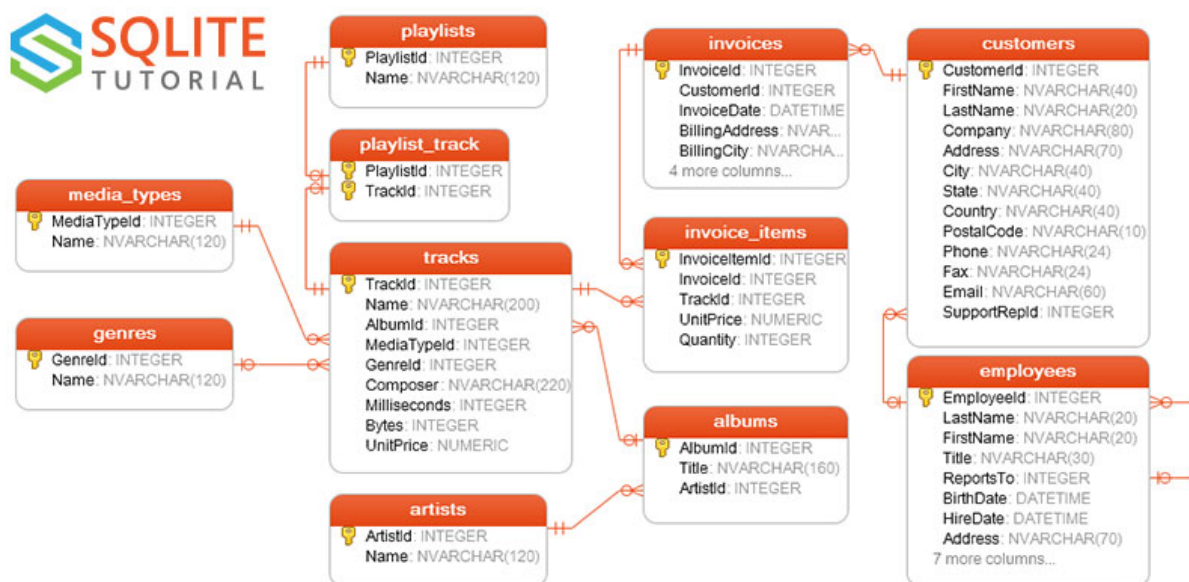 SQLITE
TUTORIAL
playlists
PlaylistId: INTEGER
Name: NVARCHAR(120)
playlist_track
PlaylistId: INTEGER
TrackId: INTEGER
media_types
MediaTypeId: INTEGER
Name: NVARCHAR(120)
genres
GenreId: INTEGER
Name: NVARCHAR(120)
tracks
TrackId: INTEGER
Name: NVARCHAR(200)
AlbumId: INTEGER
MediaTypeId: INTEGER
GenreId: INTEGER
Composer: NVARCHAR(220)
Milliseconds: INTEGER
Bytes: INTEGER
UnitPrice: NUMERIC
artists
ArtistId: INTEGER
Name: NVARCHAR(120)
invoices
InvoiceId: INTEGER
CustomerId: INTEGER
InvoiceDate: DATETIME
BillingAddress: NVAR...
BillingCity: NVARCHA...
4 more columns...
invoice_items
InvoiceItemId: INTEGER
InvoiceId: INTEGER
TrackId: INTEGER
UnitPrice: NUMERIC
Quantity: INTEGER
albums
AlbumId: INTEGER
Title: NVARCHAR(160)
ArtistId: INTEGER
customers
CustomerId: INTEGER
FirstName: NVARCHAR(40)
LastName: NVARCHAR(20)
Company: NVARCHAR(80)
Address: NVARCHAR(70)
City: NVARCHAR(40)
State: NVARCHAR(40)
Country: NVARCHAR(40)
PostalCode: NVARCHAR(10)
Phone: NVARCHAR(24)
Fax: NVARCHAR(24)
Email: NVARCHAR(60)
SupportRepId: INTEGER
employees
EmployeeId: INTEGER
LastName: NVARCHAR(20)
FirstName: NVARCHAR(20)
Title: NVARCHAR(30)
ReportsTo: INTEGER
BirthDate: DATETIME
HireDate: DATETIME
Address: NVARCHAR(70)
7 more columns...